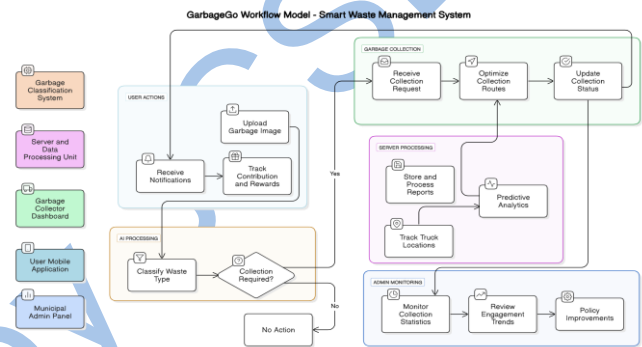 GarbageGo Workflow Model - Smart Waste Management System
Garbage
Classification
System
Server and
Data
Processing Unit
Garbage
Collector
Dashboard
User Mobile
Application
Municipal
Admin Panel
USER ACTIONS
Upload
Garbage Image
Receive
Notifications
Track
Contribution
and Rewards
AI PROCESSING
Classify Waste
Type
Collection
Required?
Yes
No
No Action
GARBAGE COLLECTION
Receive
Collection
Request
Optimize
Collection
Routes
Update
Collection
Status
SERVER PROCESSING
Store and
Process
Reports
Predictive
Analytics
Track Truck
Locations
ADMIN MONITORING
Monitor
Collection
Statistics
Review
Engagement
Trends
Policy
Improvements